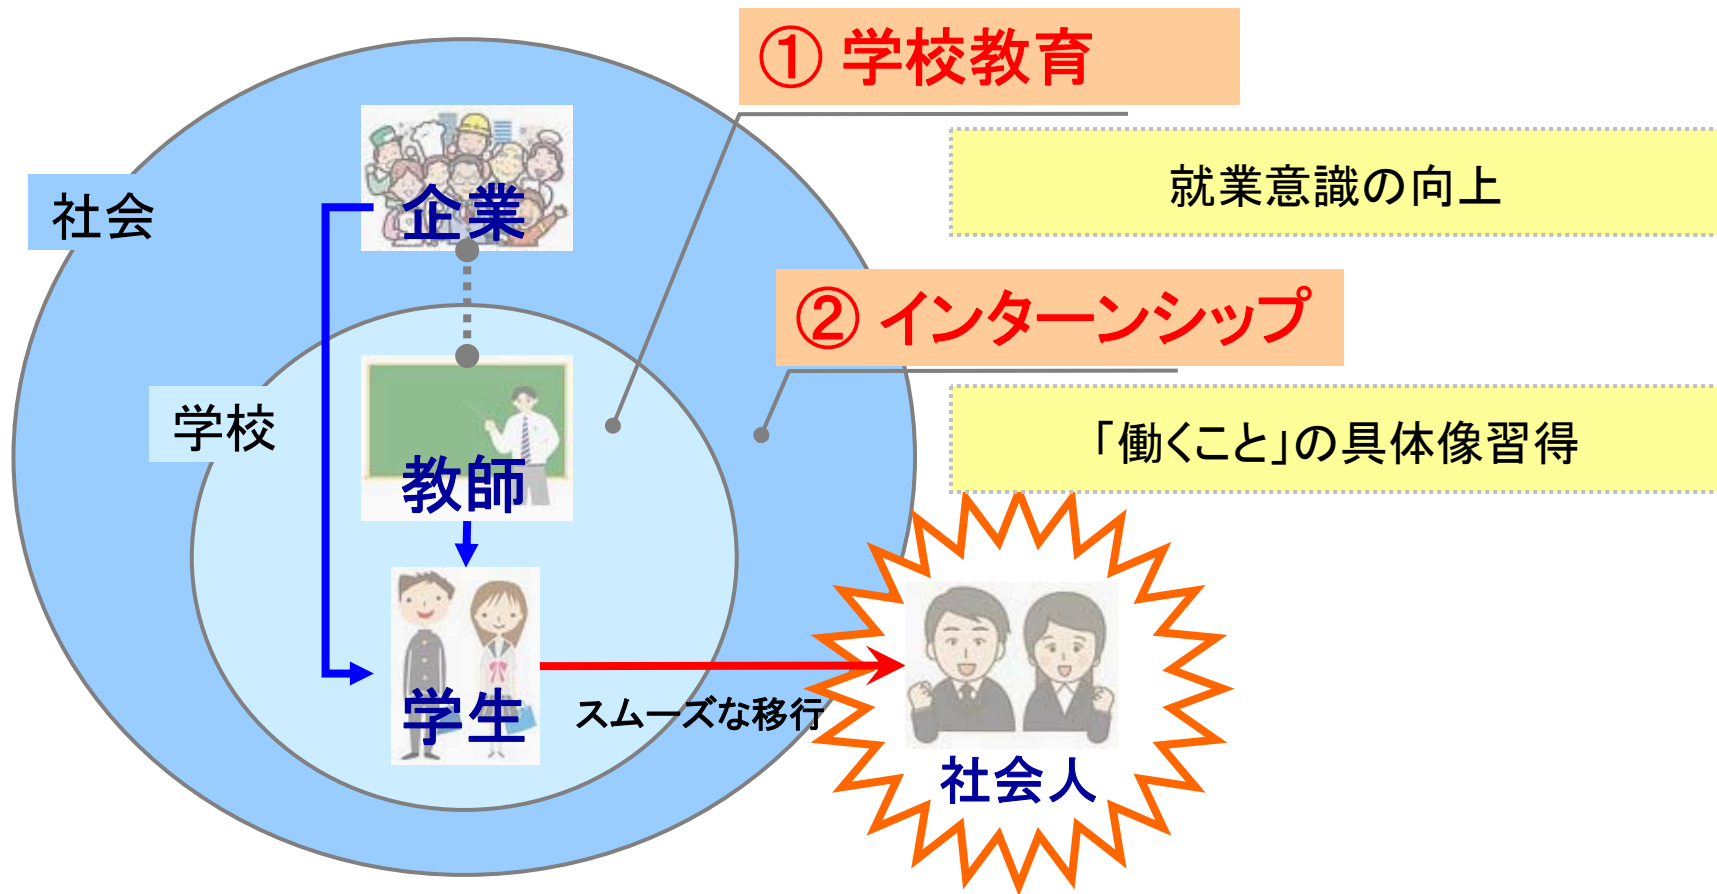 ① 学校教育
就業意識の向上
社会
企業
② インターンシップ
学校
「働くこと」の具体像習得
教師
学生
スムーズな移行
社会人